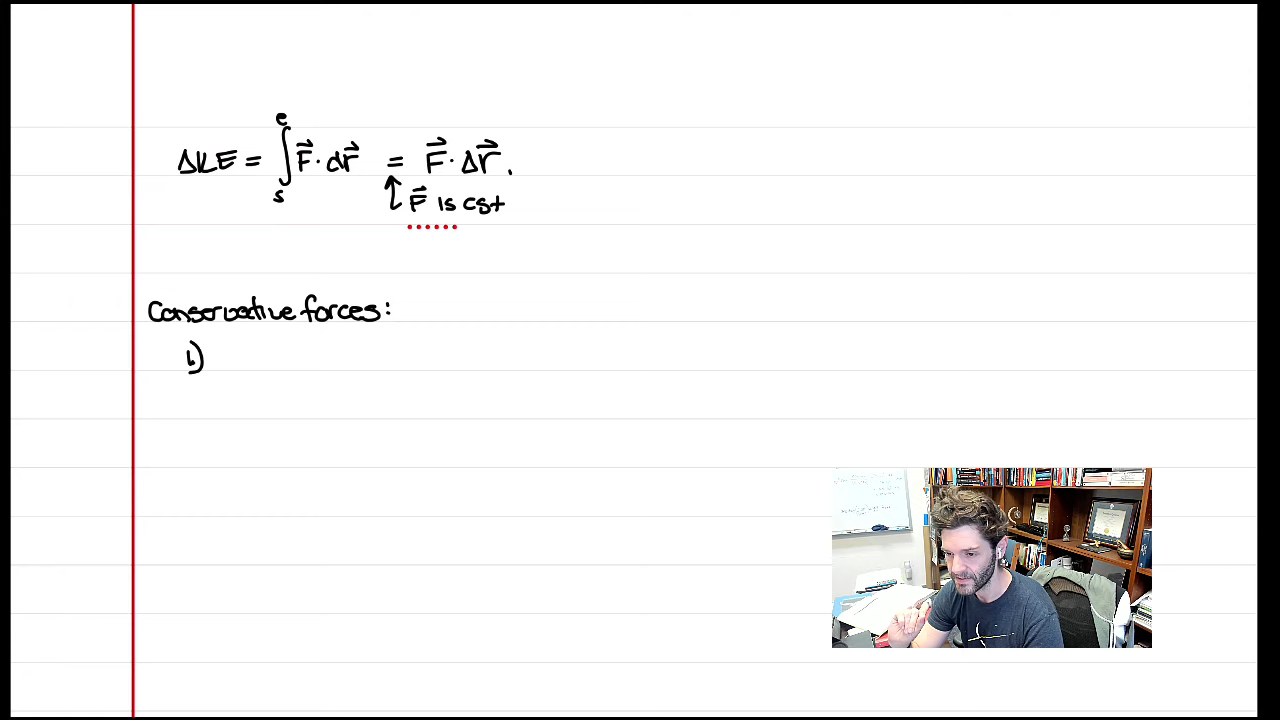 ΔKE = ∫ₛᵉ F⃗ · dr⃗ = F⃗ · Δr⃗.
F⃗ is cst
Conservative forces:
1)